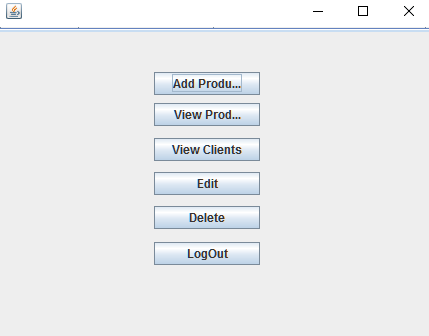 Add Produ...
View Prod...
View Clients
Edit
Delete
LogOut